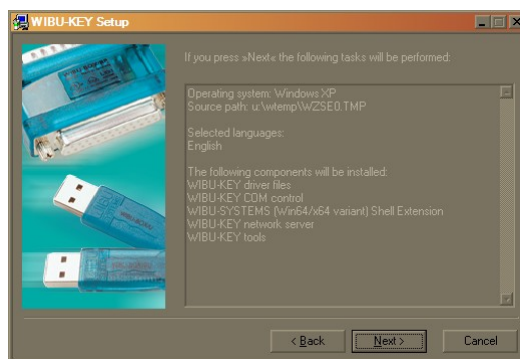 WIBU-KEY Setup
If you press »Next« the following tasks will be performed:
Operating system: Windows XP
Source path: u:\wtemp\WZSE0.TMP
Selected languages:
English
The following components will be installed:
WIBU-KEY driver files
WIBU-KEY COM control
WIBU-SYSTEMS (Win64/x64 variant) Shell Extension
WIBU-KEY network server
WIBU-KEY tools
< Back
Next >
Cancel